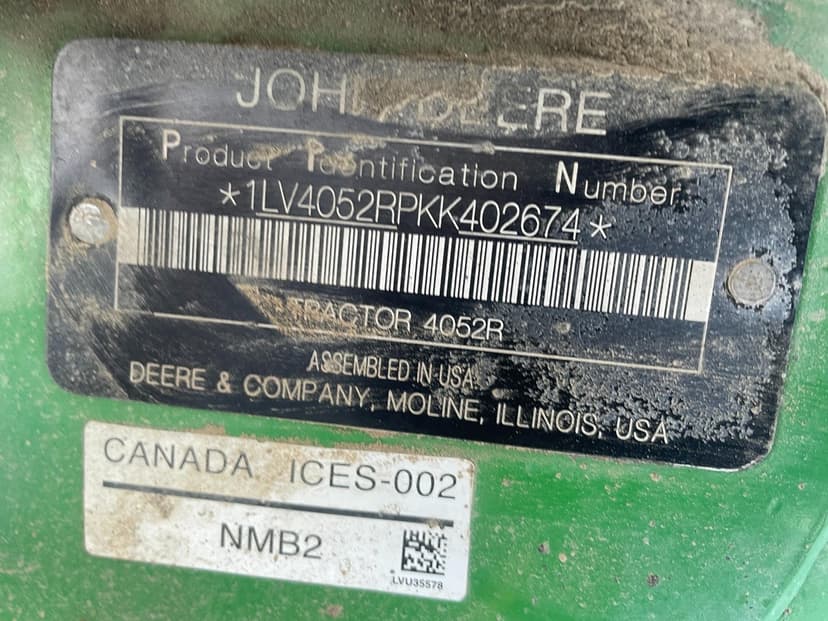 JOHN DEERE
Product Identification Number
*1LV4052RPKK402674*
TRACTOR 4052R
ASSEMBLED IN USA
DEERE & COMPANY, MOLINE, ILLINOIS, USA
CANADA ICES-002
NMB2
LVU35578